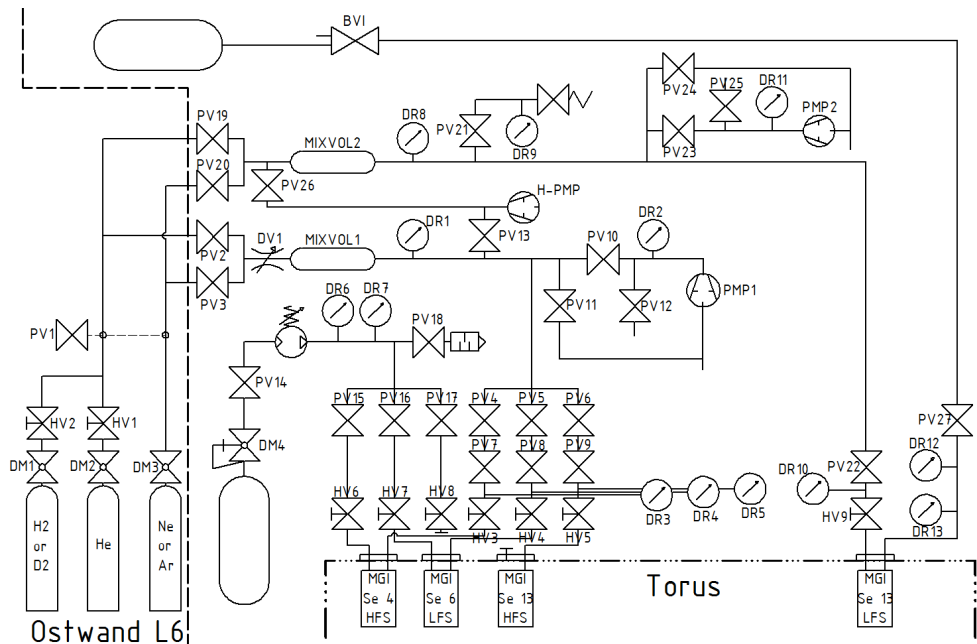 BV1
PV24
PV25
DR11
PMP2
PV19
DR8
PV21
DR9
PV23
MIXVOL2
PV20
PV26
H-PMP
DR1
PV13
DR2
PV10
PV2
DV1
MIXVOL1
PV3
PV11
PV12
PMP1
DR6
DR7
PV18
PV1
PV14
PV15
PV16
PV17
PV4
PV5
PV6
PV27
HV2
HV1
DM4
PV7
PV8
PV9
DR12
DM1
DM2
DM3
PV22
DR10
HV6
HV7
HV8
DR3
DR4
DR5
HV9
DR13
HV3
HV4
HV5
H2
or
D2
He
Ne
or
Ar
MGI
Se 4
HFS
MGI
Se 6
LFS
MGI
Se 13
HFS
Torus
MGI
Se 13
LFS
Ostwand L6